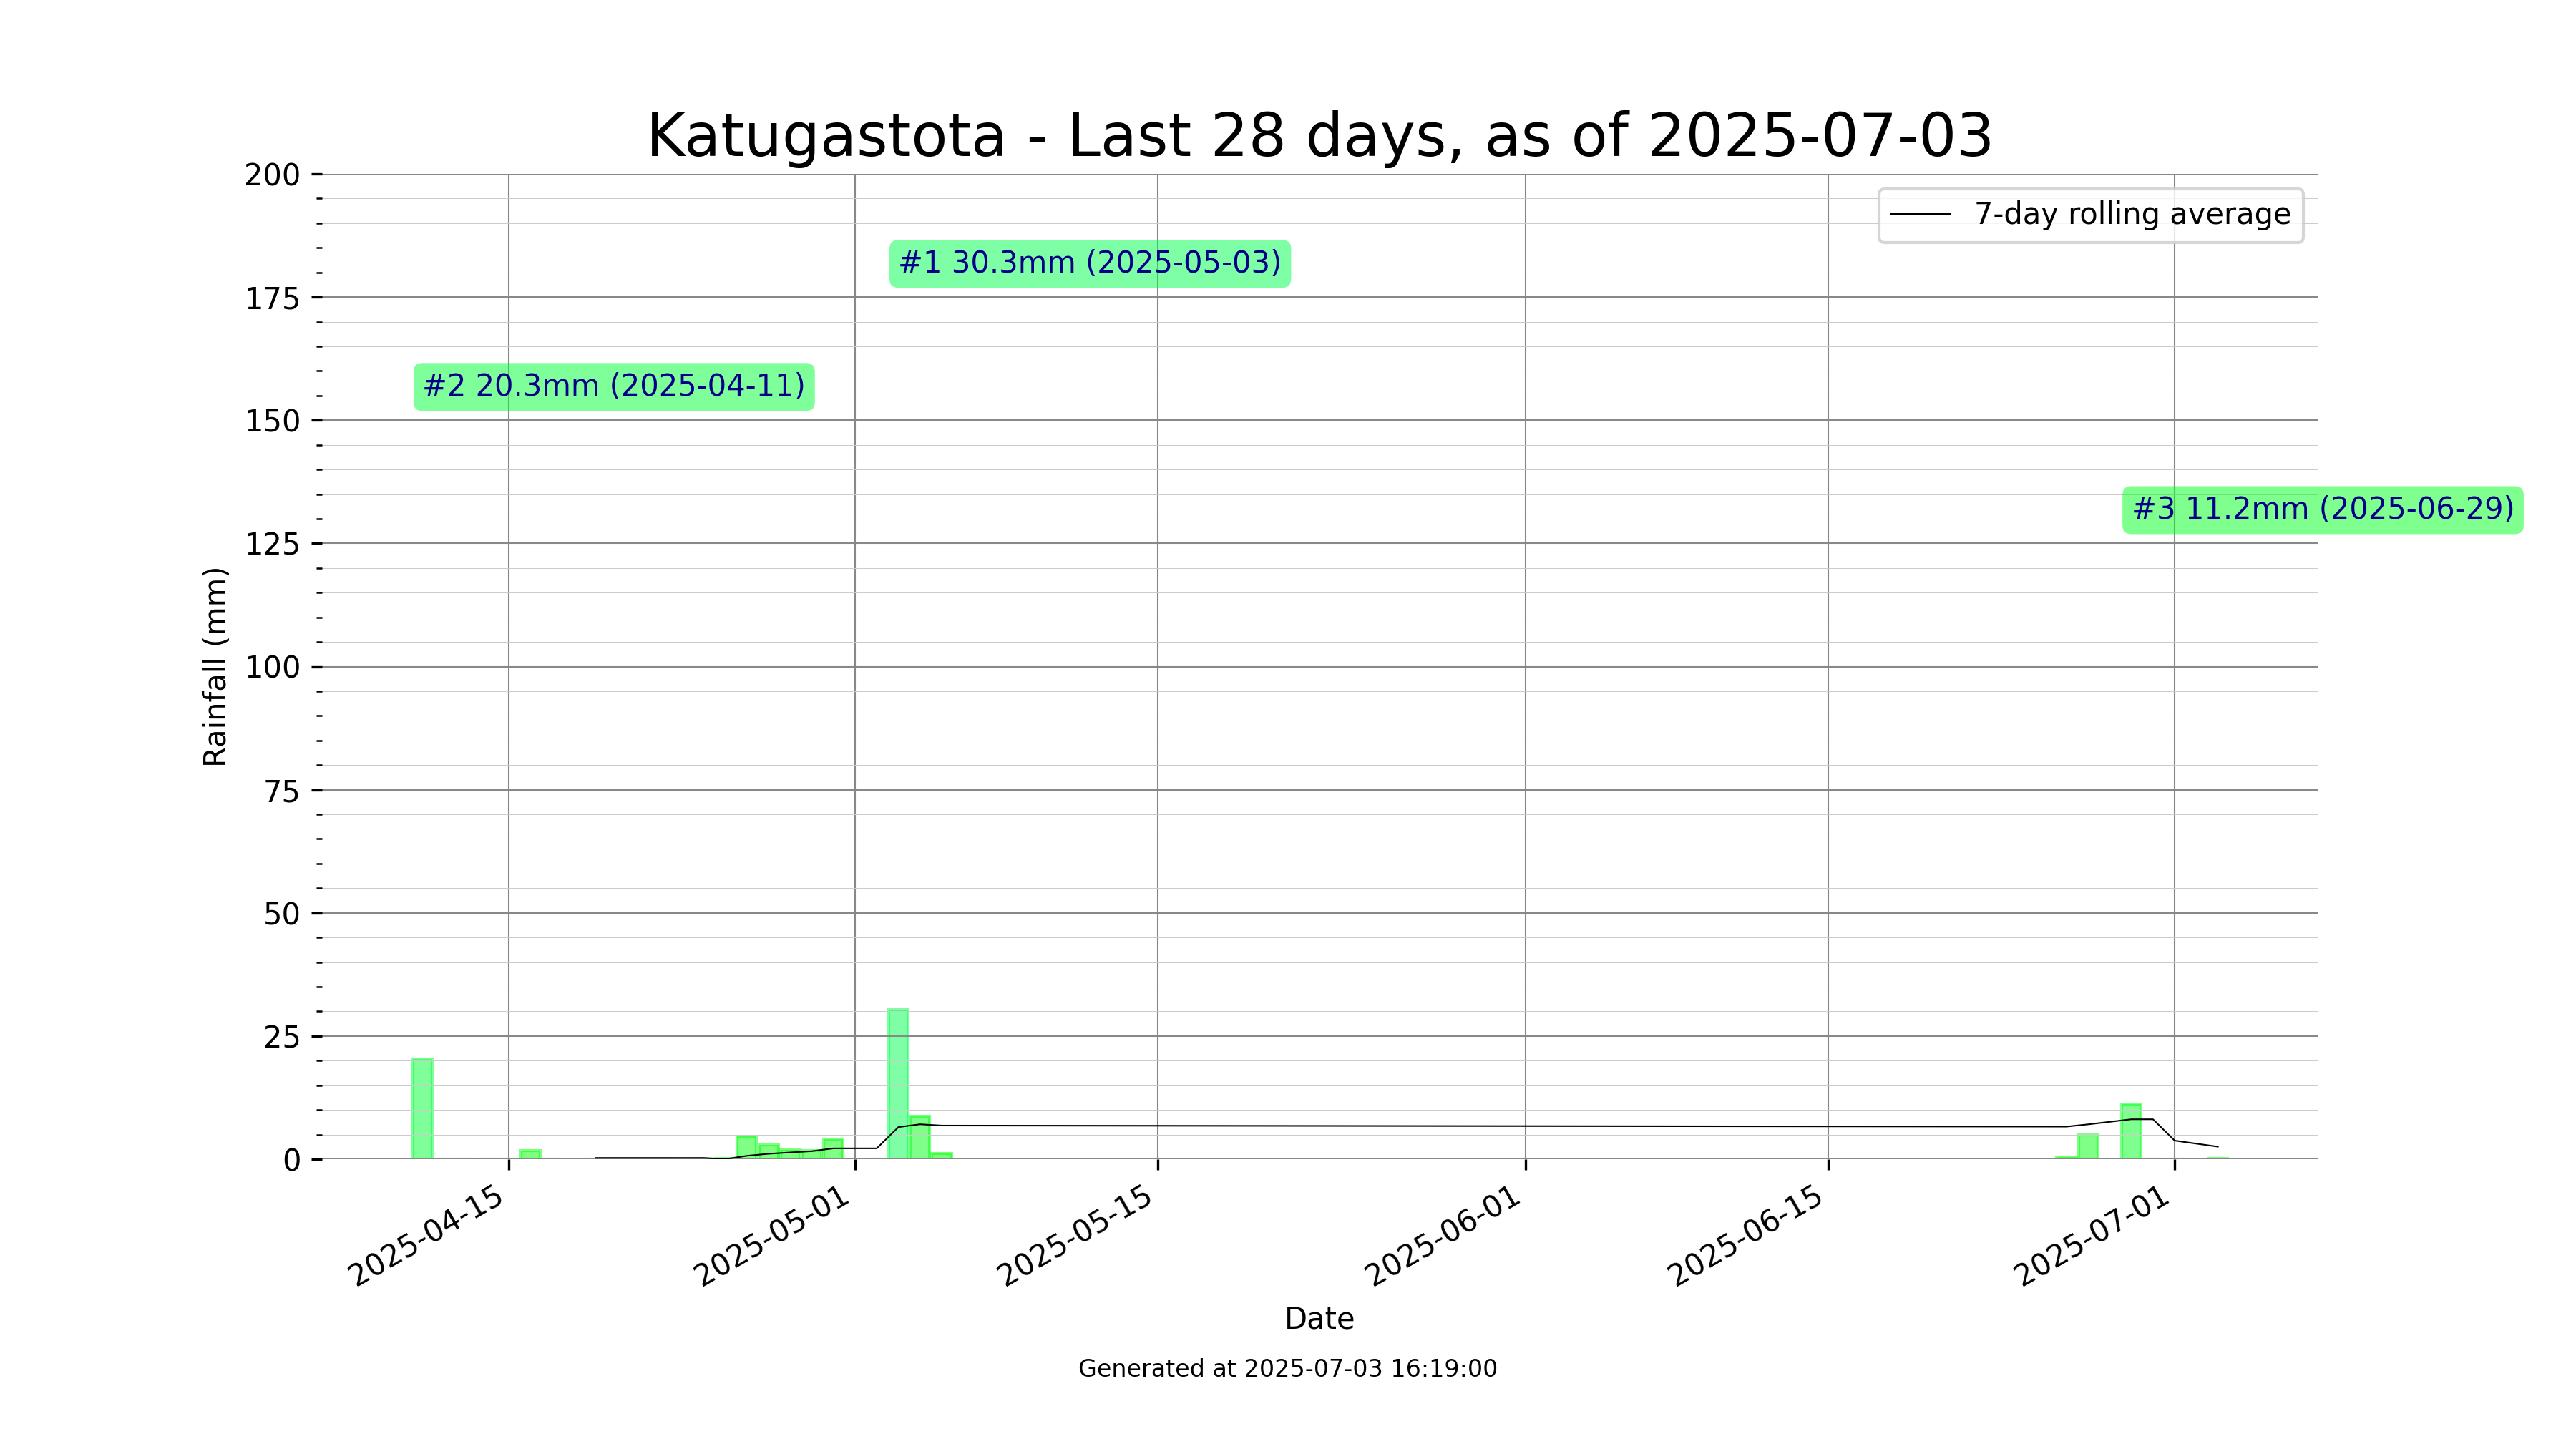 Katugastota - Last 28 days, as of 2025-07-03
200
175
150
125
100
75
50
25
0
Rainfall (mm)
7-day rolling average
#1 30.3mm (2025-05-03)
#2 20.3mm (2025-04-11)
#3 11.2mm (2025-06-29)
2025-04-15
2025-05-01
2025-05-15
2025-06-01
2025-06-15
2025-07-01
Date
Generated at 2025-07-03 16:19:00